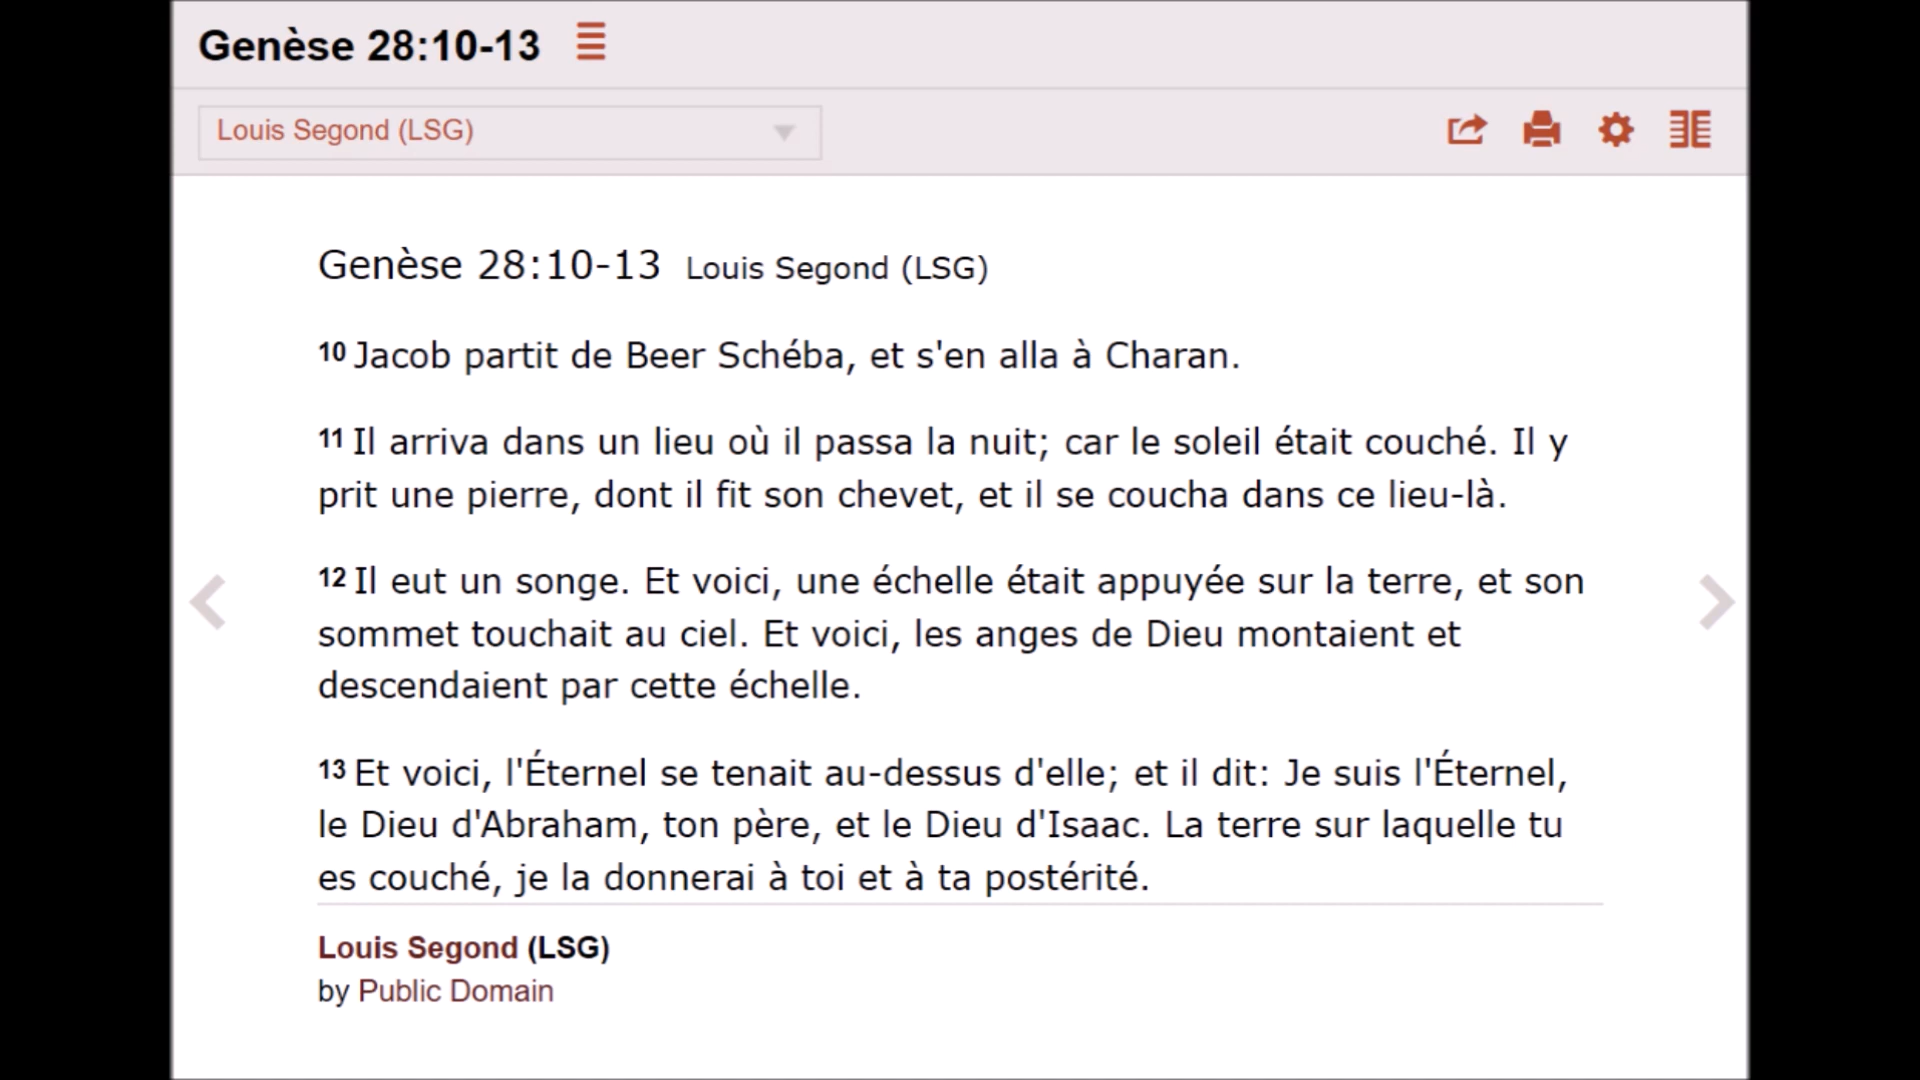 Genèse 28:10-13
Louis Segond (LSG)
Genèse 28:10-13 Louis Segond (LSG)
10 Jacob partit de Beer Schéba, et s'en alla à Charan.
11 Il arriva dans un lieu où il passa la nuit; car le soleil était couché. Il y
prit une pierre, dont il fit son chevet, et il se coucha dans ce lieu-là.
12 Il eut un songe. Et voici, une échelle était appuyée sur la terre, et son
sommet touchait au ciel. Et voici, les anges de Dieu montaient et
descendaient par cette échelle.
13 Et voici, l'Éternel se tenait au-dessus d'elle; et il dit: Je suis l'Éternel,
le Dieu d'Abraham, ton père, et le Dieu d'Isaac. La terre sur laquelle tu
es couché, je la donnerai à toi et à ta postérité.
Louis Segond (LSG)
by Public Domain